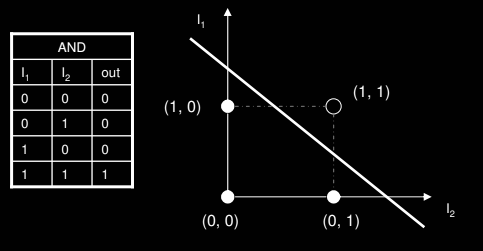 AND
I1 I2 out
0 0 0
0 1 0
1 0 0
1 1 1
I1
(1, 0)
(1, 1)
I2
(0, 0)
(0, 1)